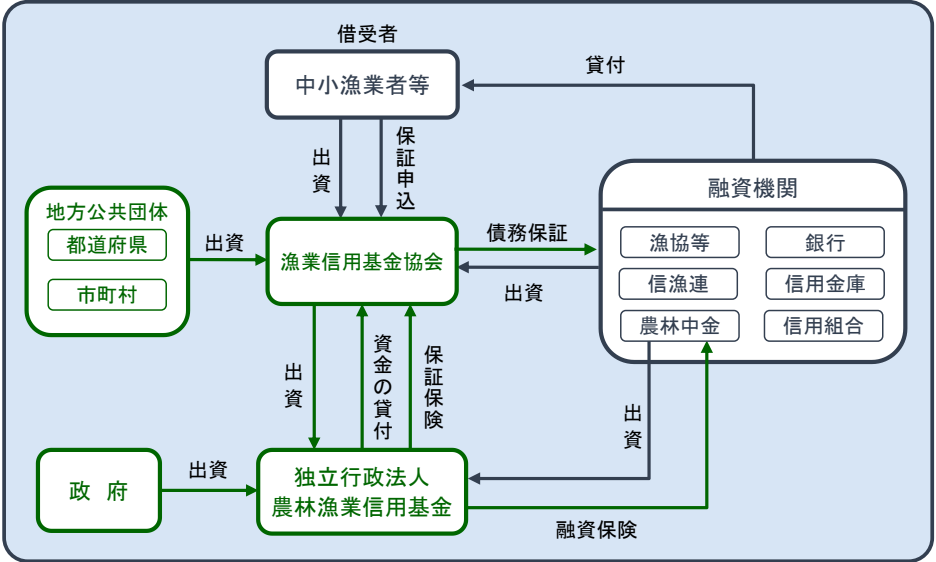 借受者
中小漁業者等
貸付
出資
保証申込
地方公共団体
都道府県
市町村
出資
漁業信用基金協会
債務保証
出資
融資機関
漁協等
銀行
信漁連
信用金庫
農林中金
信用組合
出資
資金の貸付
保証保険
出資
政府
出資
独立行政法人
農林漁業信用基金
融資保険